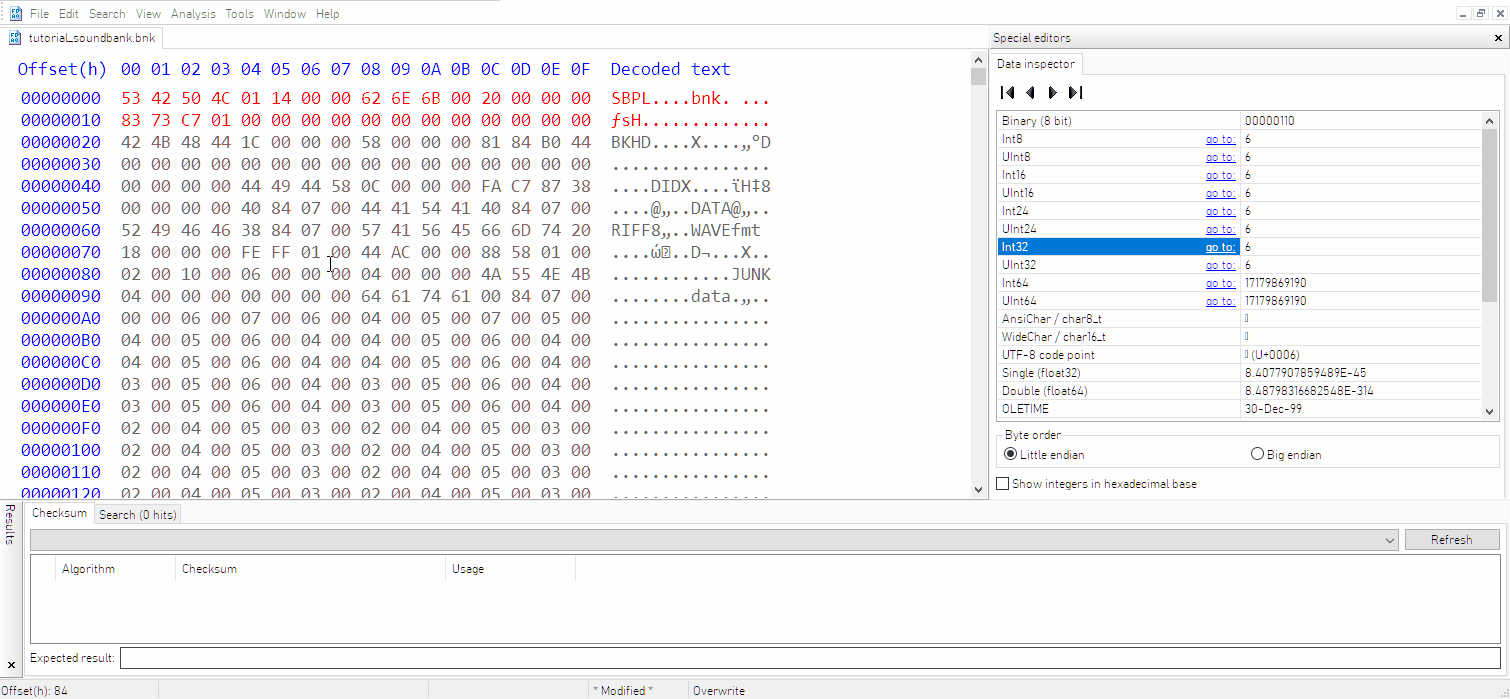 File Edit Search View Analysis Tools Window Help
tutorial_soundbank.bnk
Offset(h) 00 01 02 03 04 05 06 07 08 09 0A 0B 0C 0D 0E 0F Decoded text
00000000 53 42 50 4C 01 14 00 00 62 6E 6B 00 20 00 00 00 SBPL....bnk. ...
00000010 83 73 C7 01 00 00 00 00 00 00 00 00 00 00 00 00 ƒsΗ.............
00000020 42 4B 48 44 1C 00 00 00 58 00 00 00 81 84 B0 44 BKHD....X....„°D
00000030 00 00 00 00 00 00 00 00 00 00 00 00 00 00 00 00 ................
00000040 00 00 00 00 44 49 44 58 0C 00 00 00 FA C7 87 38 ....DIDX....ϊΗ‡8
00000050 00 00 00 00 40 84 07 00 44 41 54 41 40 84 07 00 ....@„..DATA@„..
00000060 52 49 46 46 38 84 07 00 57 41 56 45 66 6D 74 20 RIFF8„..WAVEfmt
00000070 18 00 00 00 FE FF 01 00 44 AC 00 00 88 58 01 00 ....ώ..D¬...X..
00000080 02 00 10 00 06 00 00 00 04 00 00 00 4A 55 4E 4B ............JUNK
00000090 04 00 00 00 00 00 00 00 64 61 74 61 00 84 07 00 ........data.„..
000000A0 00 00 06 00 07 00 06 00 04 00 05 00 07 00 05 00 ................
000000B0 04 00 05 00 06 00 04 00 04 00 05 00 06 00 04 00 ................
000000C0 04 00 05 00 06 00 04 00 04 00 05 00 06 00 04 00 ................
000000D0 03 00 05 00 06 00 04 00 03 00 05 00 06 00 04 00 ................
000000E0 03 00 05 00 06 00 04 00 03 00 05 00 06 00 04 00 ................
000000F0 02 00 04 00 05 00 03 00 02 00 04 00 05 00 03 00 ................
00000100 02 00 04 00 05 00 03 00 02 00 04 00 05 00 03 00 ................
00000110 02 00 04 00 05 00 03 00 02 00 04 00 05 00 03 00 ................
00000120 02 00 04 00 05 00 03 00 02 00 04 00 05 00 03 00 ................
Special editors
Data inspector
Binary (8 bit) 00000110
Int8 go to: 6
UInt8 go to: 6
Int16 go to: 6
UInt16 go to: 6
Int24 go to: 6
UInt24 go to: 6
Int32 go to: 6
UInt32 go to: 6
Int64 go to: 17179869190
UInt64 go to: 17179869190
AnsiChar / char8_t
WideChar / char16_t
UTF-8 code point (U+0006)
Single (float32) 8.4077907859489E-45
Double (float64) 8.48798316682548E-314
OLETIME 30-Dec-99
Byte order
Little endian Big endian
Show integers in hexadecimal base
Results
Checksum Search (0 hits)
Refresh
Algorithm Checksum Usage
Expected result:
Offset(h): 84 * Modified * Overwrite